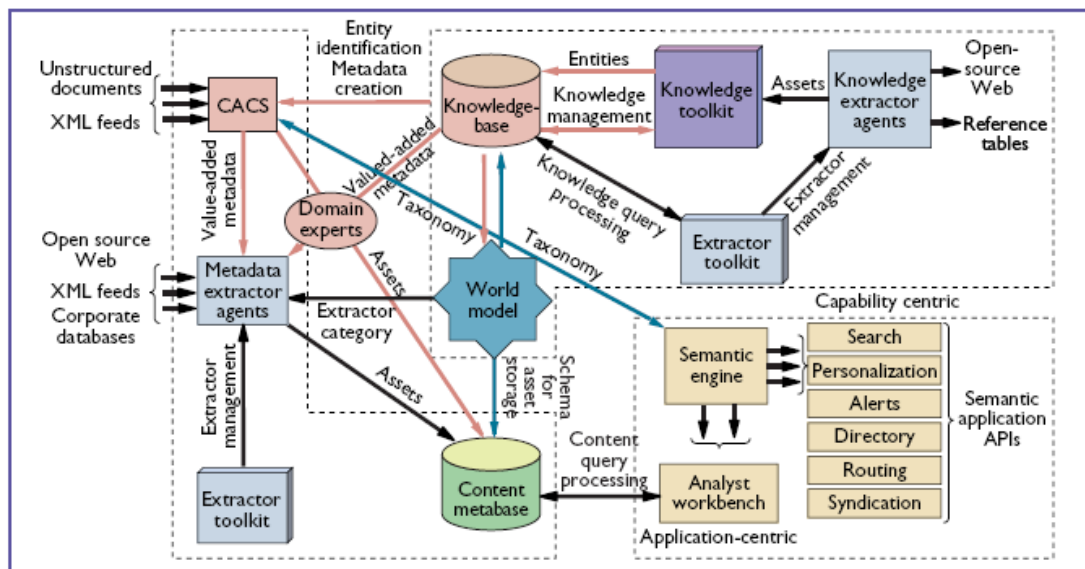 Unstructured
documents
XML feeds
CACS
Entity
identification
Metadata
creation
Knowledge-
base
Entities
Knowledge
management
Knowledge
toolkit
Assets
Knowledge
extractor
agents
Open-
source
Web
Reference
tables
Value-added
metadata
Valued-added
metadata
Domain
experts
Taxonomy
Knowledge query
processing
Extractor
management
Extractor
toolkit
Open source
Web
XML feeds
Corporate
databases
Metadata
extractor
agents
Assets
Extractor
category
World
model
Taxonomy
Capability centric
Extractor
management
Assets
Schema
for
asset
storage
Semantic
engine
Search
Personalization
Alerts
Directory
Routing
Syndication
Semantic
application
APIs
Extractor
toolkit
Content
metabase
Content
query
processing
Analyst
workbench
Application-centric